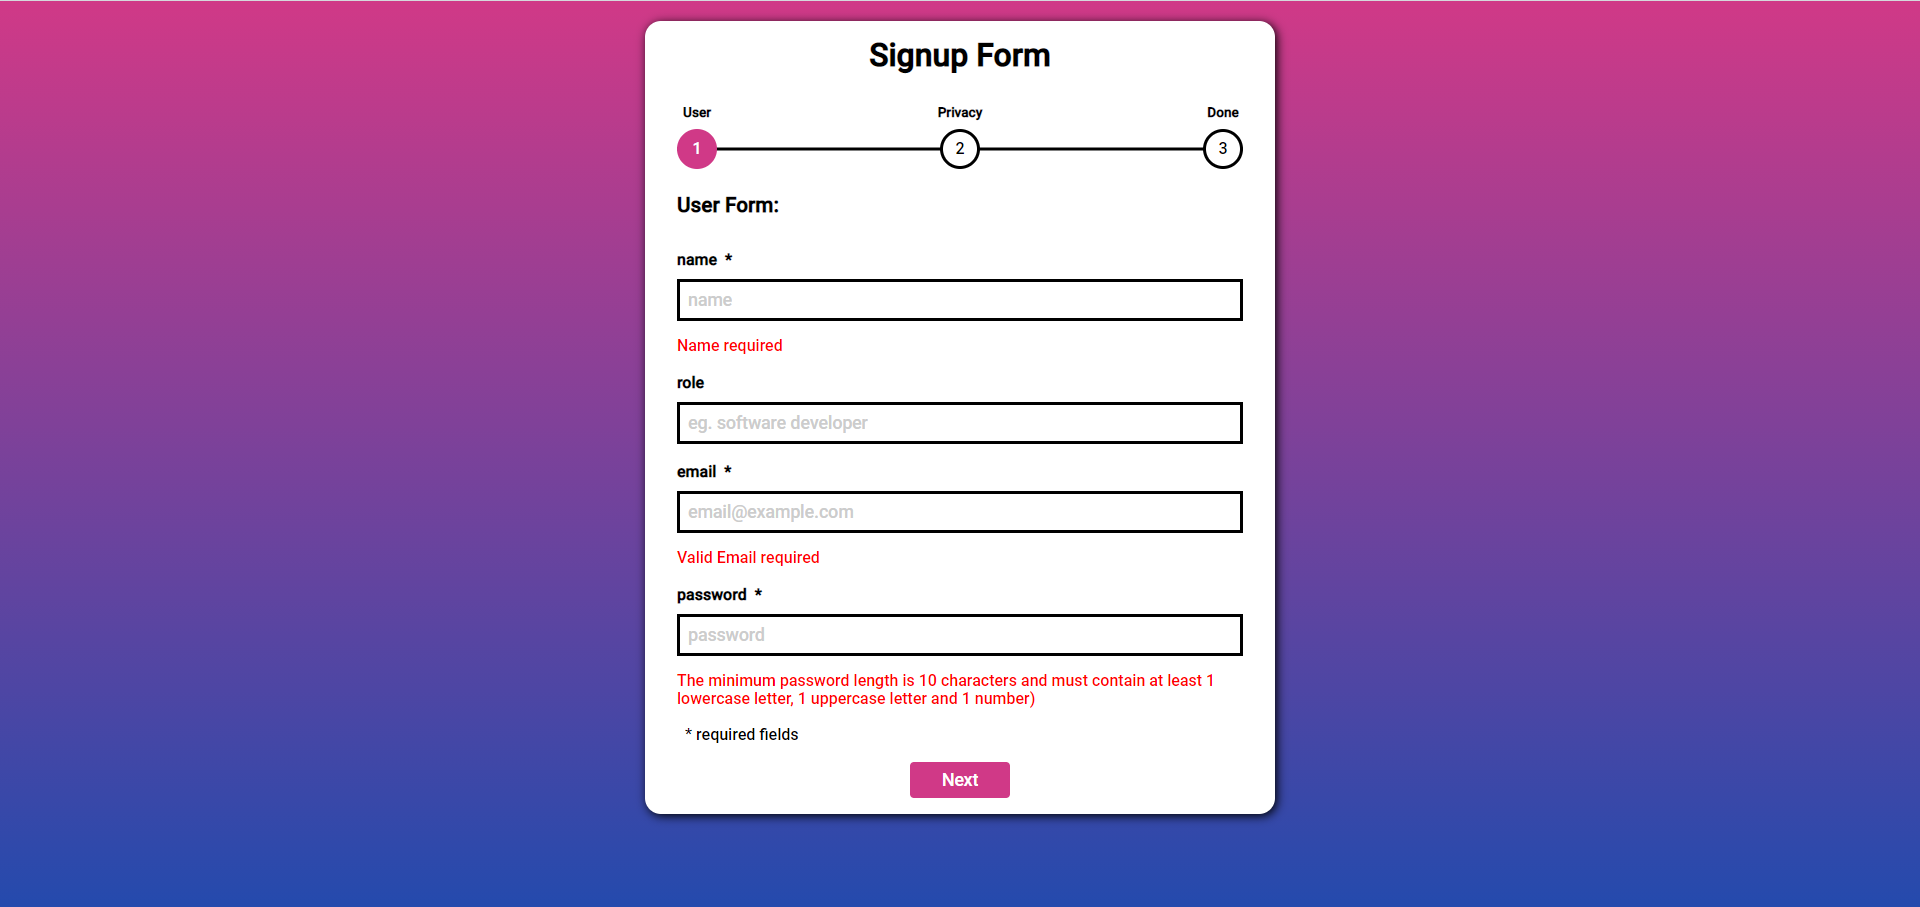 Signup Form
User Privacy Done
1 2 3
User Form:
name *
name
Name required
role
eg. software developer
email *
email@example.com
Valid Email required
password *
password
The minimum password length is 10 characters and must contain at least 1
lowercase letter, 1 uppercase letter and 1 number)
* required fields
Next